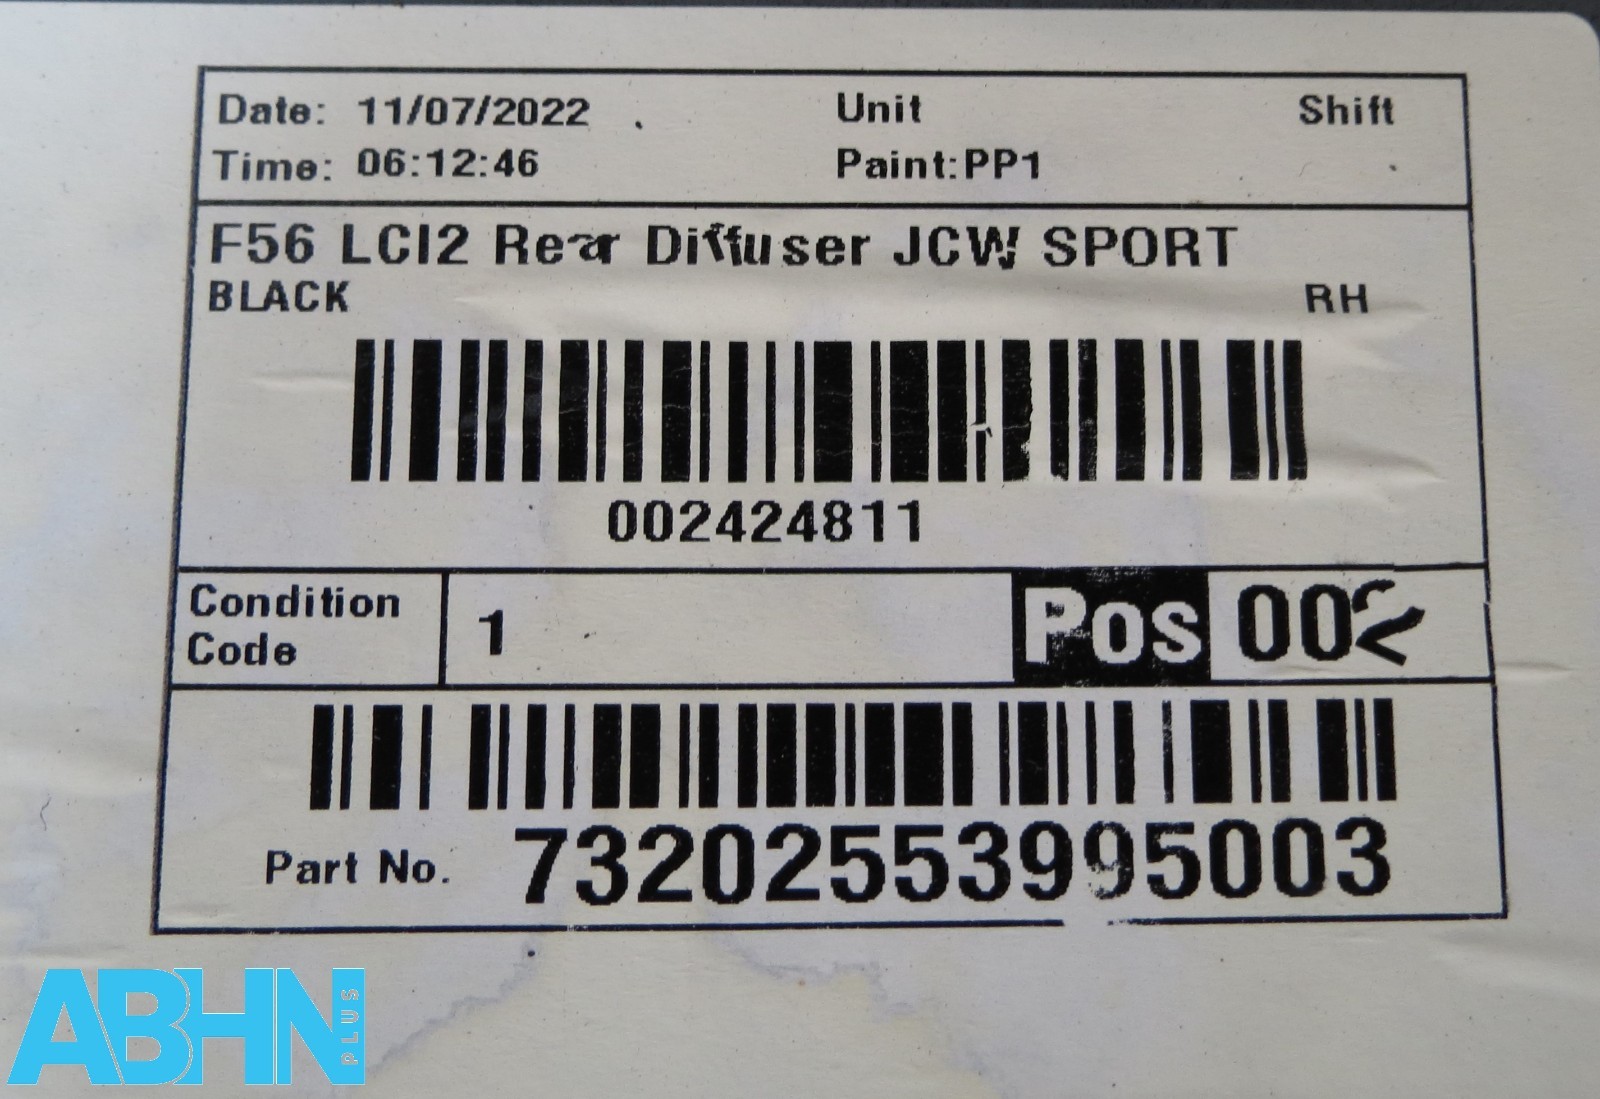 Date: 11/07/2022 Unit Shift
Time: 06:12:46 Paint:PP1
F56 LCI2 Rear Diffuser JCW SPORT
BLACK RH
002424811
Condition Code 1 Pos 002
Part No. 73202553995003
ABHN PLUS